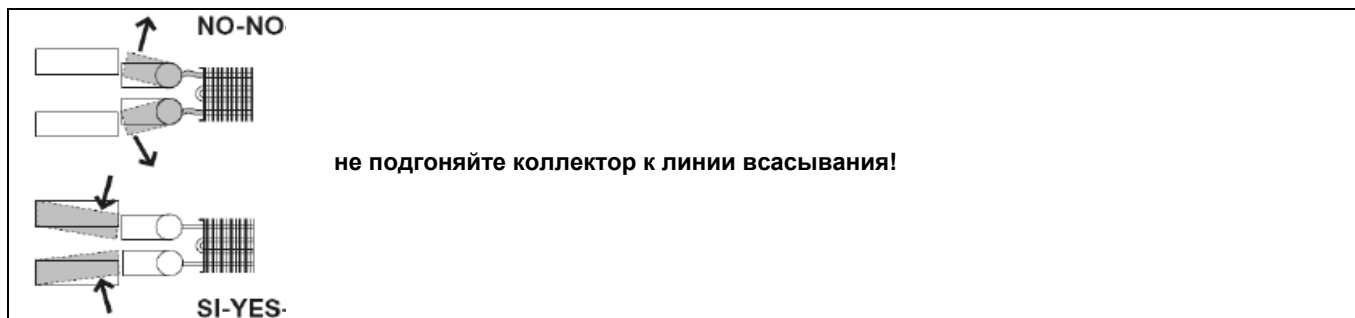 NO-NO-
не подгоняйте коллектор к линии всасывания!
SI-YES-